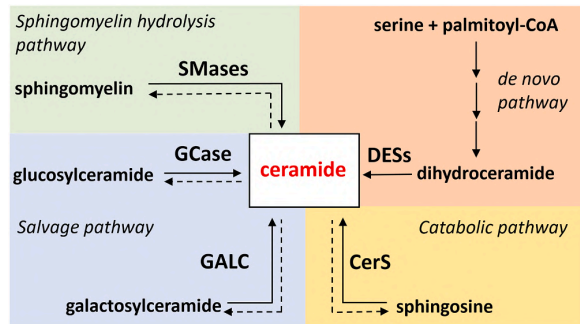 Sphingomyelin hydrolysis
pathway
SMases
sphingomyelin
serine + palmitoyl-CoA
de novo
pathway
GCase
glucosylceramide
ceramide
DESs
dihydroceramide
Salvage pathway
Catabolic pathway
GALC
CerS
galactosylceramide
sphingosine